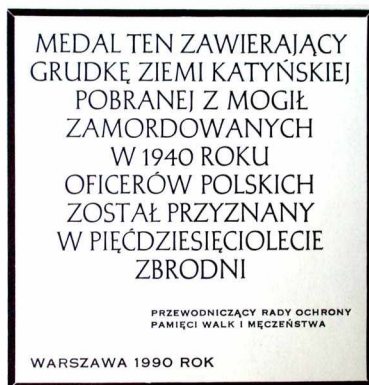 MEDAL TEN ZAWIERAJĄCY
GRUDKĘ ZIEMI KATYŃSKIEJ
POBRANEJ Z MOGIŁ
ZAMORDOWANYCH
W 1940 ROKU
OFICERÓW POLSKICH
ZOSTAŁ PRZYZNANY
W PIĘĆDZIESIĘCIOLECIE
ZBRODNI
PRZEWODNICZĄCY RADY OCHRONY
PAMIĘCI WALK I MĘCZEŃSTWA
WARSZAWA 1990 ROK